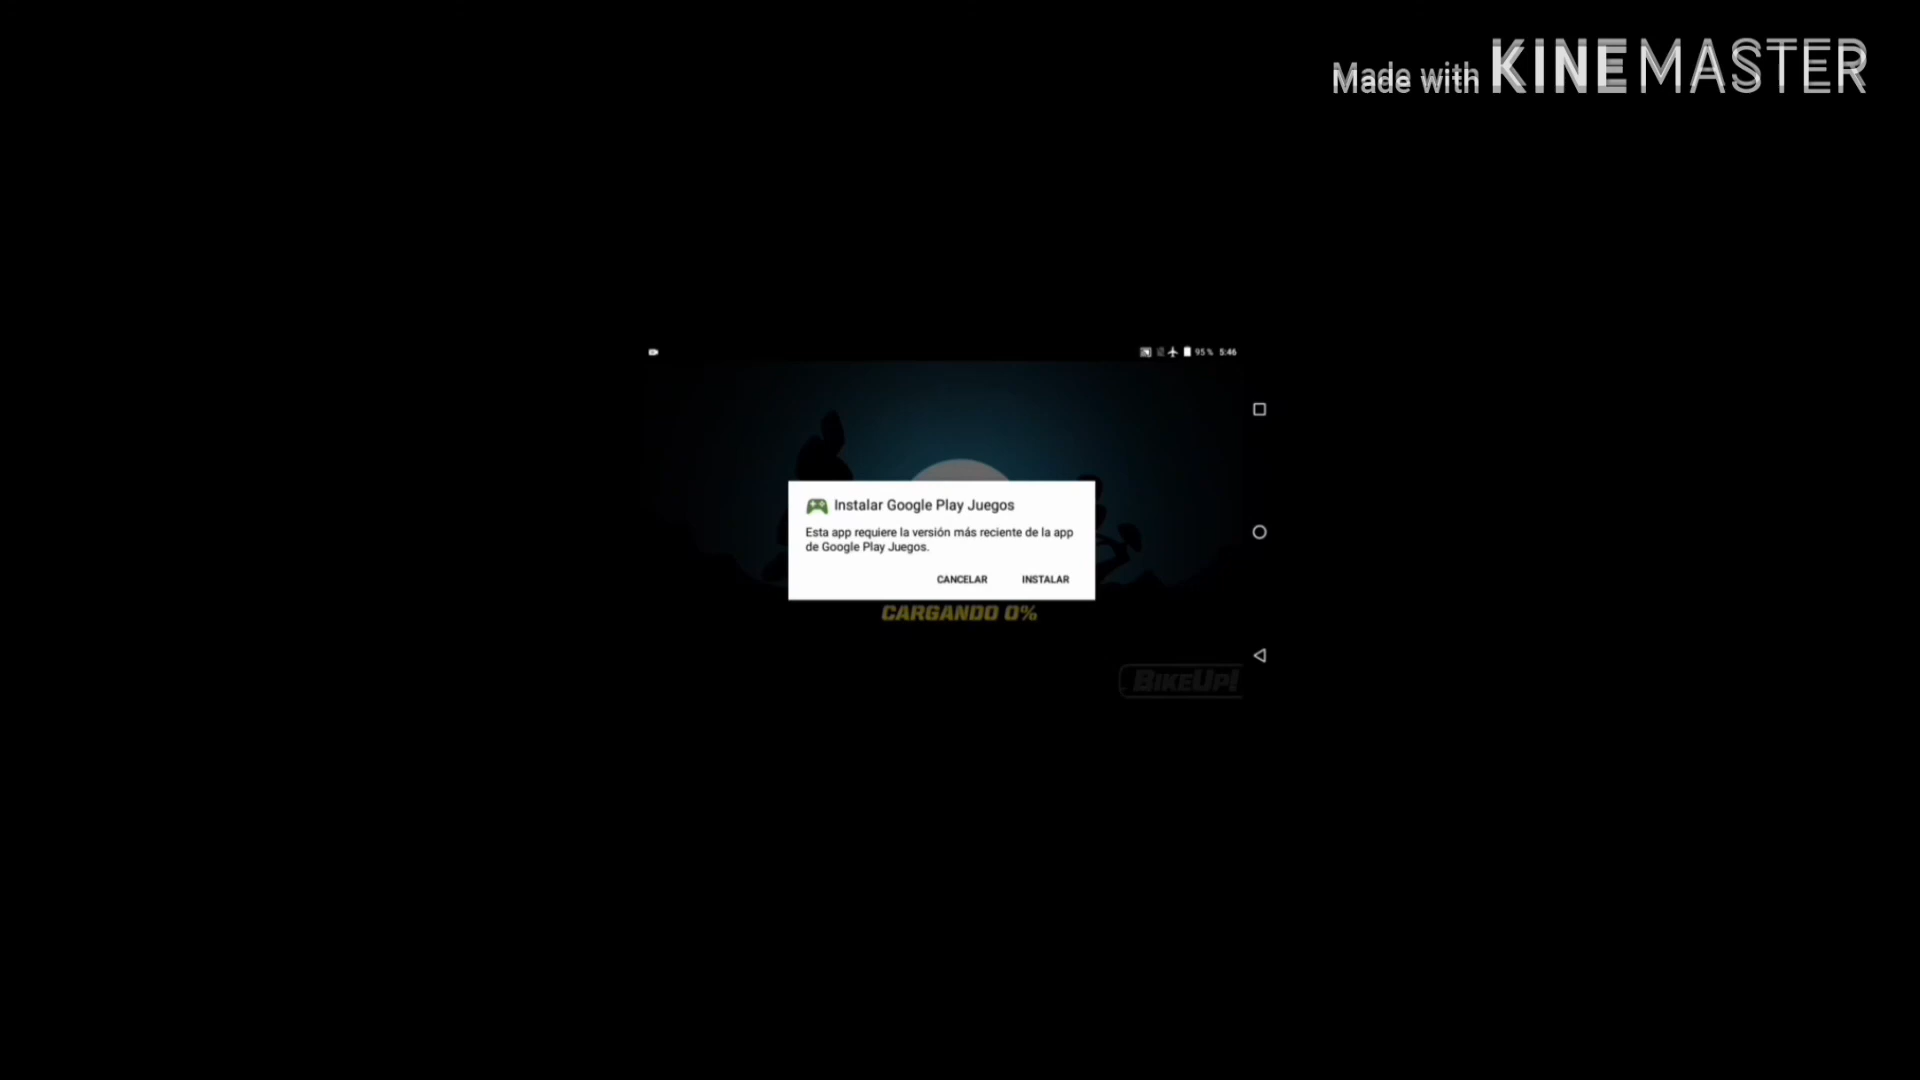 Made with KINEMASTER
95 % 5:46
Instalar Google Play Juegos
Esta app requiere la versión más reciente de la app
de Google Play Juegos.
CANCELAR INSTALAR
CARGANDO 0%
BIKEUP!